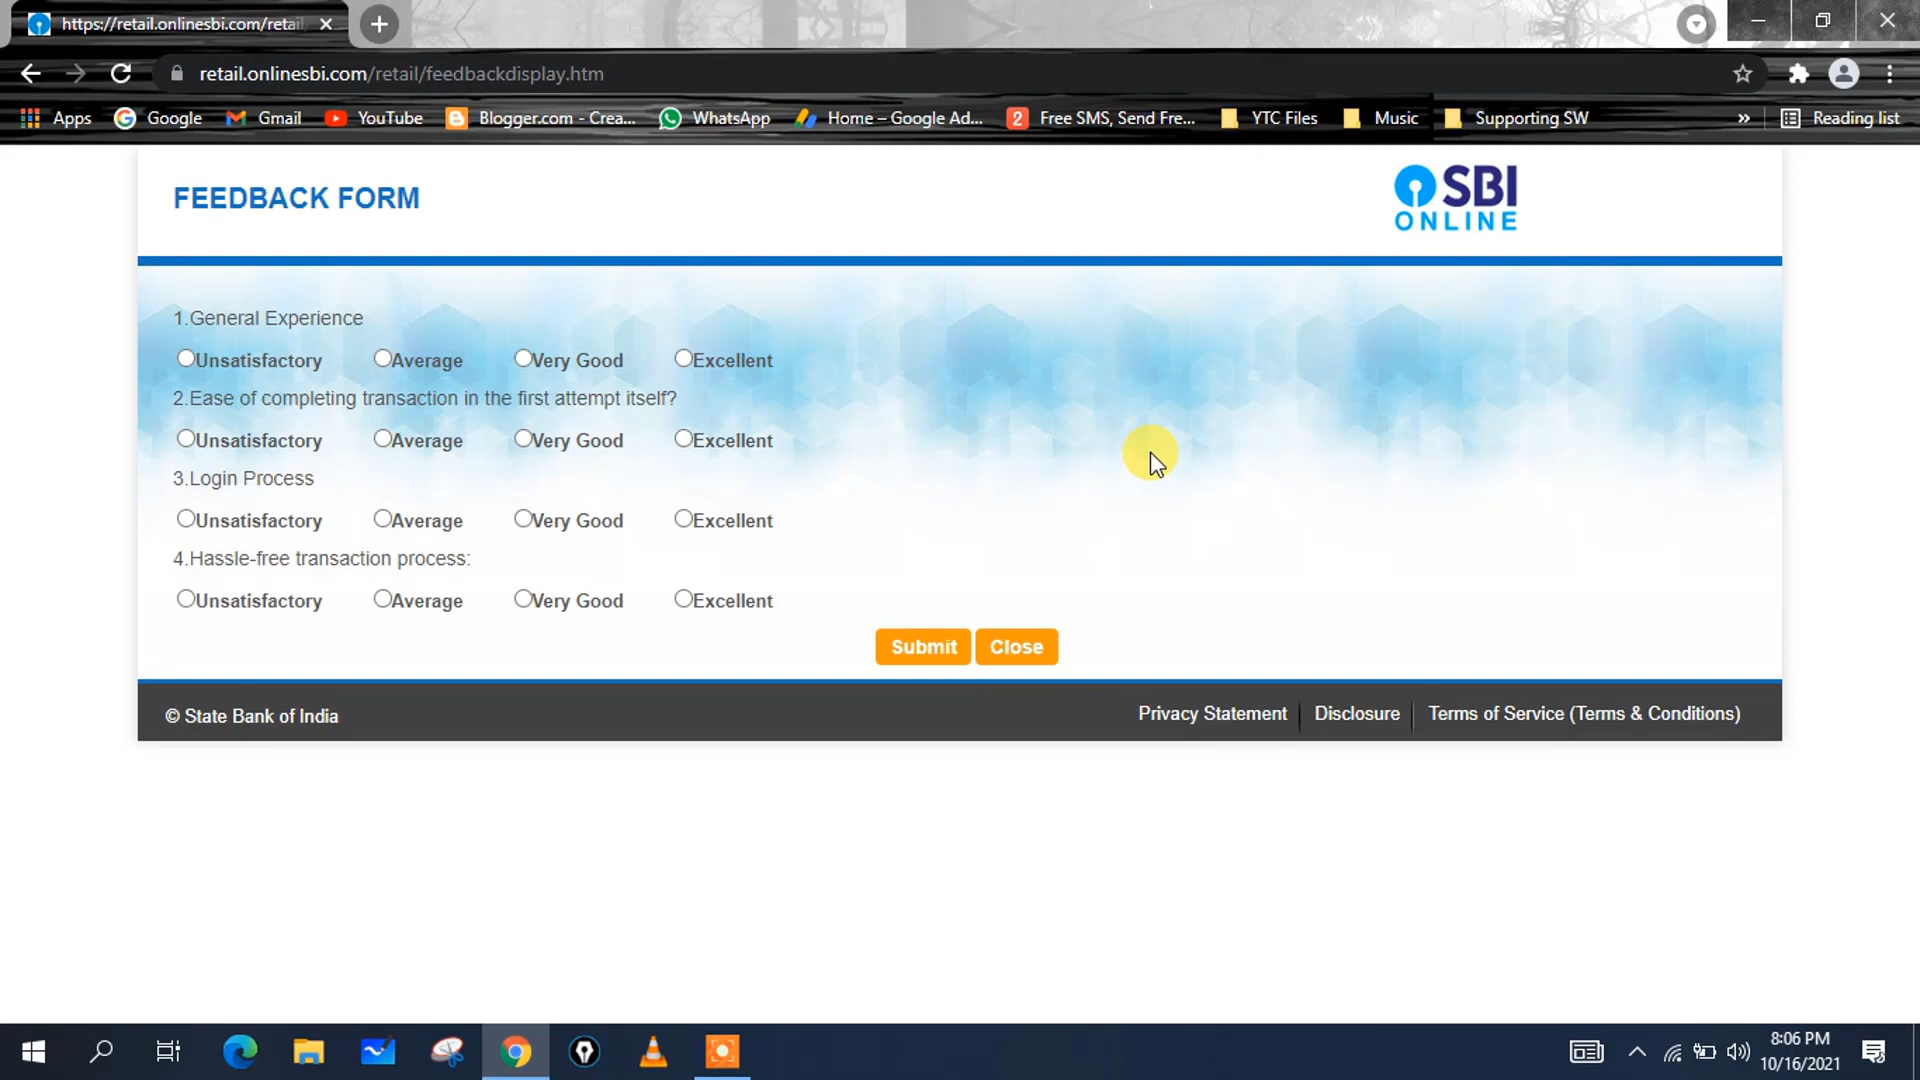 https://retail.onlinesbi.com/retai
retail.onlinesbi.com/retail/feedbackdisplay.htm
Apps Google Gmail YouTube Blogger.com - Crea... WhatsApp Home – Google Ad... 2 Free SMS, Send Fre... YTC Files Music Supporting SW » Reading list
FEEDBACK FORM
SBI
ONLINE
1.General Experience
Unsatisfactory Average Very Good Excellent
2.Ease of completing transaction in the first attempt itself?
Unsatisfactory Average Very Good Excellent
3.Login Process
Unsatisfactory Average Very Good Excellent
4.Hassle-free transaction process:
Unsatisfactory Average Very Good Excellent
Submit Close
© State Bank of India Privacy Statement Disclosure Terms of Service (Terms & Conditions)
8:06 PM
10/16/2021